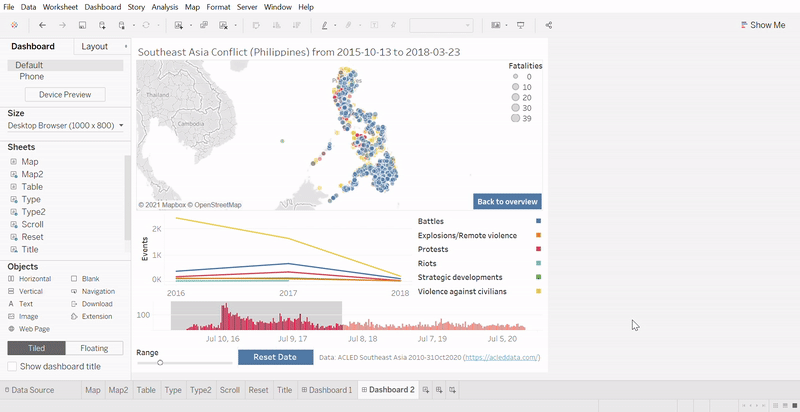 File Data Worksheet Dashboard Story Analysis Map Format Server Window Help
Show Me
Dashboard Layout
Default
Phone
Device Preview
Size
Desktop Browser (1000 x 800)
Sheets
Map
Map2
Table
Type
Type2
Scroll
Reset
Title
Objects
Horizontal Blank
Vertical Navigation
Text Download
Image Extension
Web Page
Tiled Floating
Show dashboard title
Southeast Asia Conflict (Philippines) from 2015-10-13 to 2018-03-23
Thailand
Cambodia
© 2021 Mapbox © OpenStreetMap
Fatalities
0
10
20
30
39
Back to overview
Events
2K
1K
0K
2016 2017 2018
Battles
Explosions/Remote violence
Protests
Riots
Strategic developments
Violence against civilians
100
Jul 10, 16 Jul 9, 17 Jul 8, 18 Jul 7, 19 Jul 5, 20
Range
Reset Date
Data: ACLED Southeast Asia 2010-31Oct2020 (https://acleddata.com/)
Data Source Map Map2 Table Type Type2 Scroll Reset Title Dashboard 1 Dashboard 2